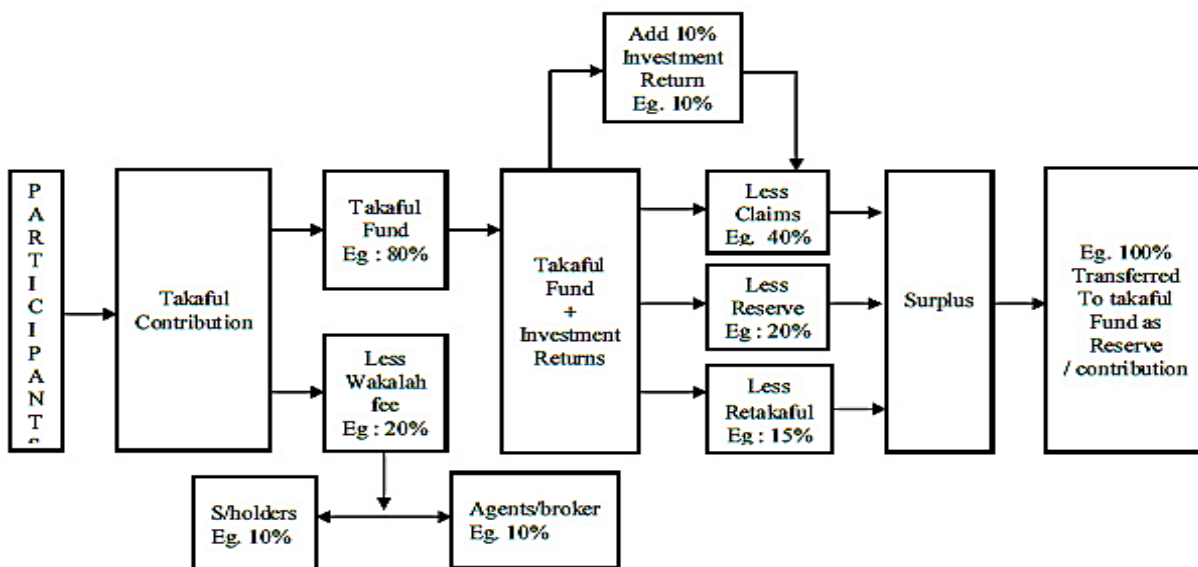 P
A
R
T
I
C
I
P
A
N
T
S
Takaful
Contribution
Takaful
Fund
Eg : 80%
Less
Wakalah
fee
Eg : 20%
S/holders
Eg. 10%
Agents/broker
Eg. 10%
Takaful
Fund
+
Investment
Returns
Add 10%
Investment
Return
Eg. 10%
Less
Claims
Eg. 40%
Less
Reserve
Eg : 20%
Less
Retakaful
Eg : 15%
Surplus
Eg. 100%
Transferred
To takaful
Fund as
Reserve
/ contribution